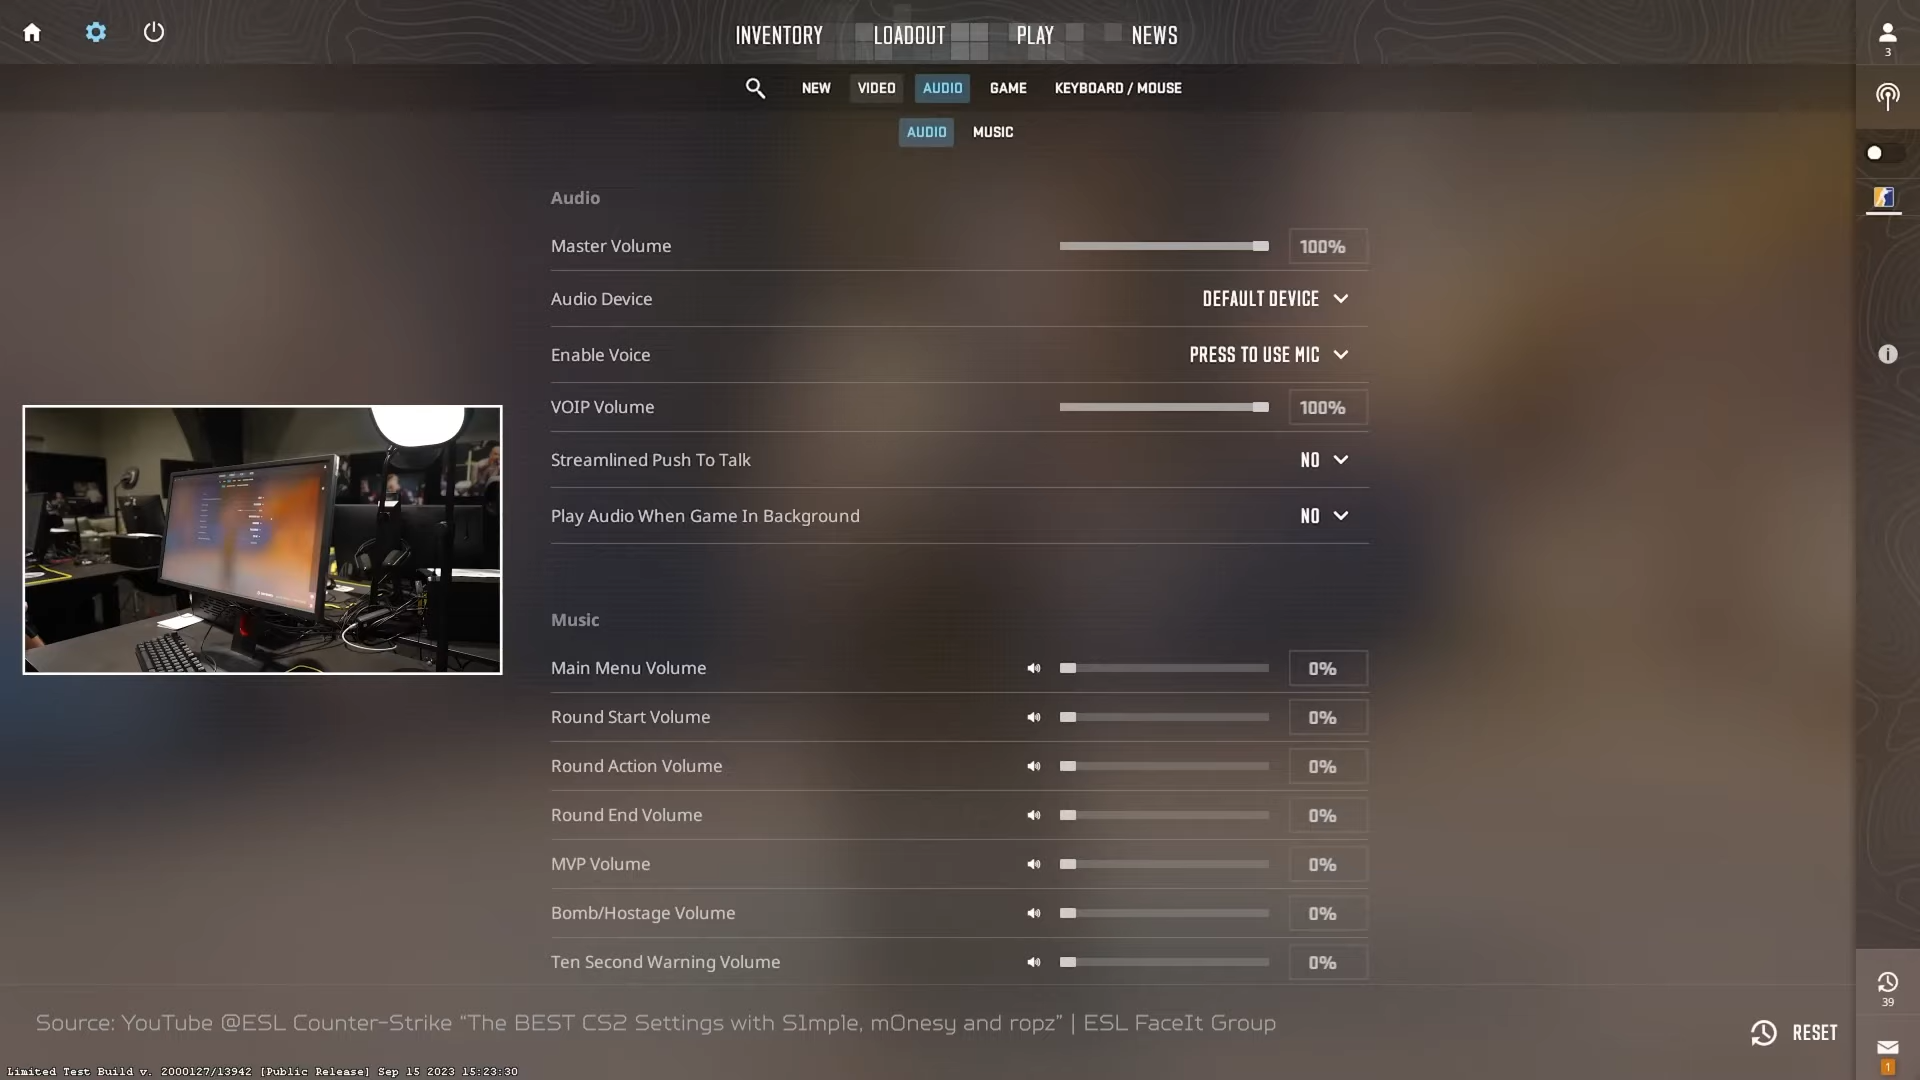 INVENTORY LOADOUT PLAY NEWS
3
NEW VIDEO AUDIO GAME KEYBOARD / MOUSE
AUDIO MUSIC
Audio
Master Volume 100%
Audio Device DEFAULT DEVICE
Enable Voice PRESS TO USE MIC
VOIP Volume 100%
Streamlined Push To Talk NO
Play Audio When Game In Background NO
Music
Main Menu Volume 0%
Round Start Volume 0%
Round Action Volume 0%
Round End Volume 0%
MVP Volume 0%
Bomb/Hostage Volume 0%
Ten Second Warning Volume 0%
39
Source: YouTube @ESL Counter-Strike “The BEST CS2 Settings with S1mple, m0nesy and ropz” | ESL FaceIt Group
RESET
1
Limited Test Build v. 2000127/13942 [Public Release] Sep 15 2023 15:23:30